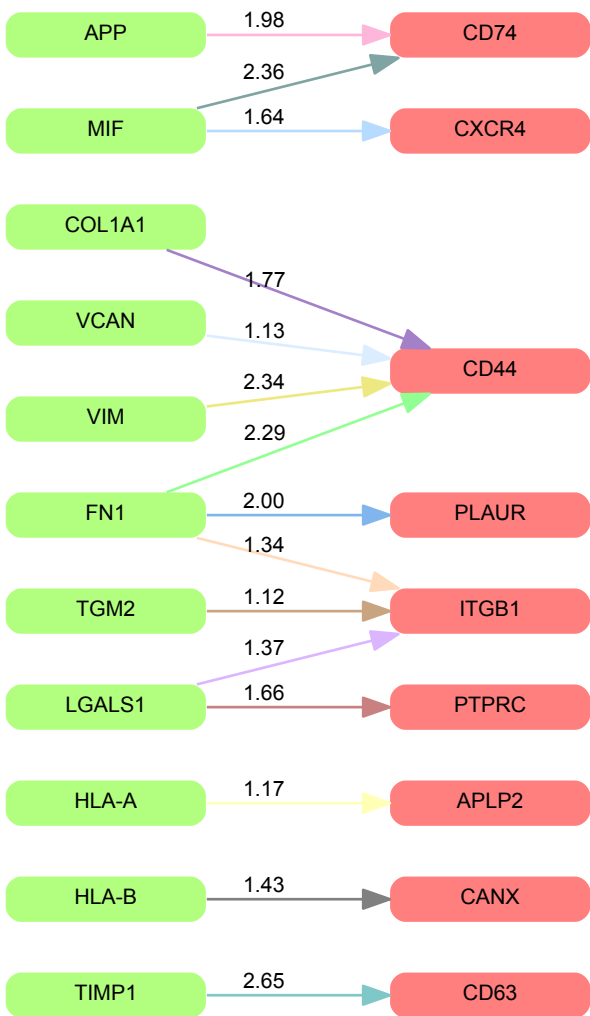 APP 1.98 CD74
2.36
MIF 1.64 CXCR4
COL1A1
1.77
VCAN 1.13
CD44
VIM 2.34
2.29
FN1 2.00 PLAUR
1.34
TGM2 1.12 ITGB1
1.37
LGALS1 1.66 PTPRC
HLA-A 1.17 APLP2
HLA-B 1.43 CANX
TIMP1 2.65 CD63